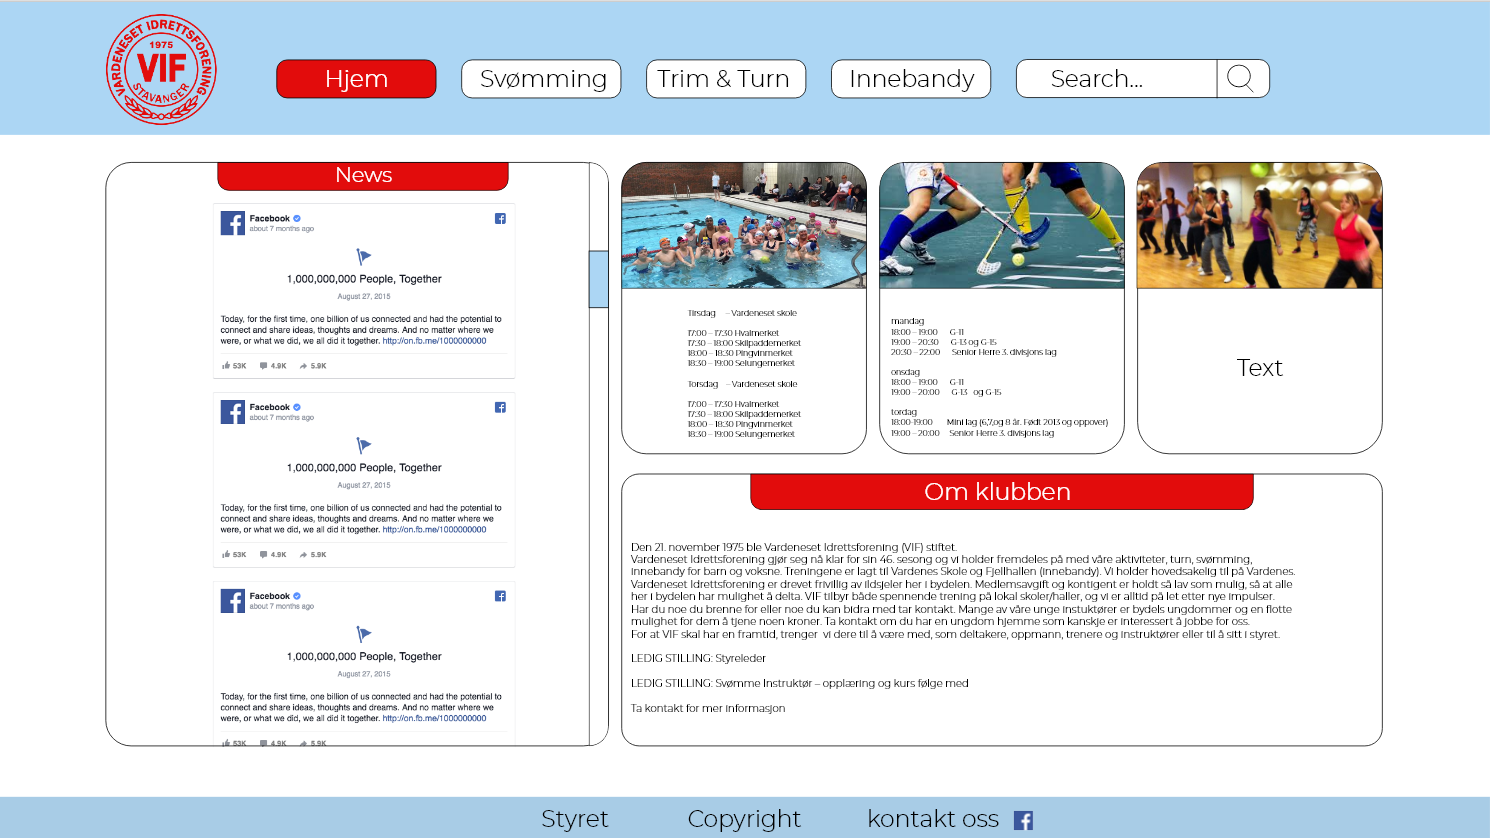 VARDENESET IDRETTSFORENING
1975
VIF
STAVANGER
Hjem
Svømming
Trim & Turn
Innebandy
Search...
News
Facebook
about 7 months ago
1,000,000,000 People, Together
August 27, 2015
Today, for the first time, one billion of us connected and had the potential to
connect and share ideas, thoughts and dreams. And no matter where we
were, or what we did, we all did it together. http://on.fb.me/1000000000
53K 4.9K 5.9K
Facebook
about 7 months ago
1,000,000,000 People, Together
August 27, 2015
Today, for the first time, one billion of us connected and had the potential to
connect and share ideas, thoughts and dreams. And no matter where we
were, or what we did, we all did it together. http://on.fb.me/1000000000
53K 4.9K 5.9K
Facebook
about 7 months ago
1,000,000,000 People, Together
August 27, 2015
Today, for the first time, one billion of us connected and had the potential to
connect and share ideas, thoughts and dreams. And no matter where we
were, or what we did, we all did it together. http://on.fb.me/1000000000
53K 4.9K 5.9K
Tirsdag – Vardeneset skole
17:00 – 17:30 Hvalmerket
17:30 – 18:00 Skilpaddemerket
18:00 – 18:30 Pingvinmerket
18:30 – 19:00 Selungemerket
Torsdag – Vardeneset skole
17:00 – 17:30 Hvalmerket
17:30 – 18:00 Skilpaddemerket
18:00 – 18:30 Pingvinmerket
18:30 – 19:00 Selungemerket
mandag
18:00 – 19:00 G-11
19:00 – 20:30 G-13 og G-15
20:30 – 22:00 Senior Herre 3. divisjons lag
onsdag
18:00 – 19:00 G-11
19:00 – 20:00 G-13 og G-15
tordag
18:00-19:00 Mini lag (6,7,og 8 år. Født 2013 og oppover)
19:00 – 20:00 Senior Herre 3. divisjons lag
Text
Om klubben
Den 21. november 1975 ble Vardeneset Idrettsforening (VIF) stiftet.
Vardeneset Idrettsforening gjør seg nå klar for sin 46. sesong og vi holder fremdeles på med våre aktiviteter, turn, svømming,
innebandy for barn og voksne. Treningene er lagt til Vardenes Skole og Fjellhallen (innebandy). Vi holder hovedsakelig til på Vardenes.
Vardeneset Idrettsforening er drevet frivillig av ildsjeler her i bydelen. Medlemsavgift og kontigent er holdt så lav som mulig, så at alle
her i bydelen har mulighet å delta. VIF tilbyr både spennende trening på lokal skoler/haller, og vi er alltid på let etter nye impulser.
Har du noe du brenne for eller noe du kan bidra med tar kontakt. Mange av våre unge instuktører er bydels ungdommer og en flotte
mulighet for dem å tjene noen kroner. Ta kontakt om du har en ungdom hjemme som kanskje er interessert å jobbe for oss.
For at VIF skal har en framtid, trenger vi dere til å være med, som deltakere, oppmann, trenere og instruktører eller til å sitt i styret.
LEDIG STILLING: Styreleder
LEDIG STILLING: Svømme Instruktør – opplæring og kurs følge med
Ta kontakt for mer informasjon
Styret
Copyright
kontakt oss